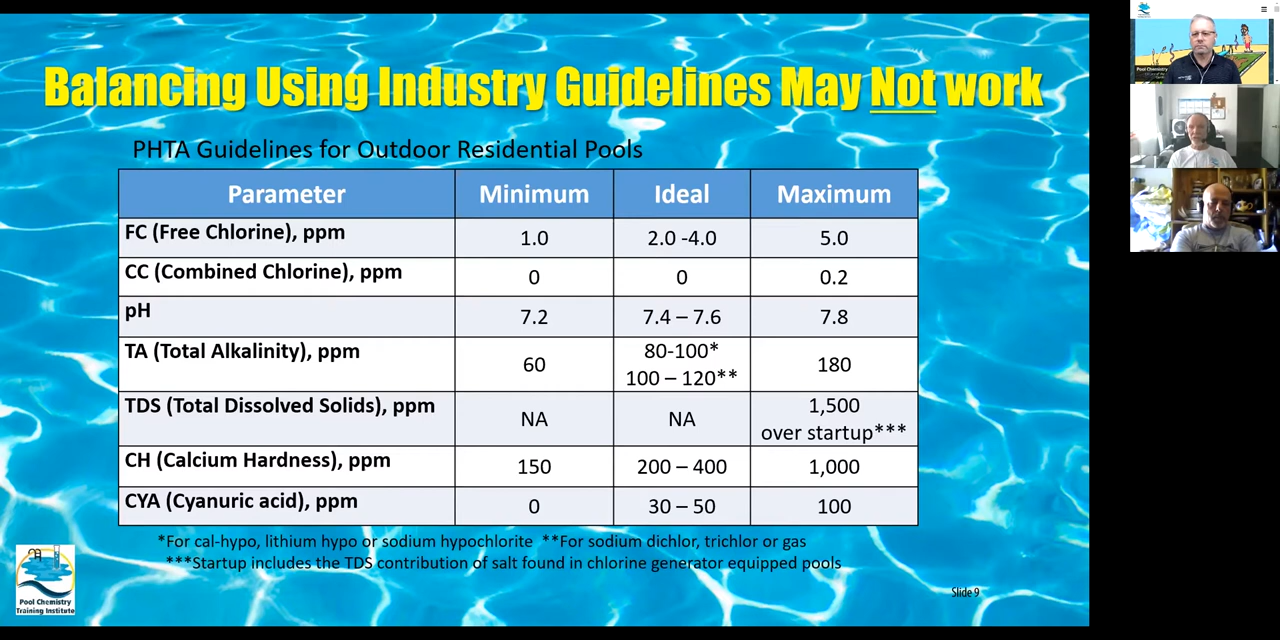 Balancing Using Industry Guidelines May Not work
PHTA Guidelines for Outdoor Residential Pools
Parameter Minimum Ideal Maximum
FC (Free Chlorine), ppm 1.0 2.0 -4.0 5.0
CC (Combined Chlorine), ppm 0 0 0.2
pH 7.2 7.4 – 7.6 7.8
TA (Total Alkalinity), ppm 60 80-100* 180
100 – 120**
TDS (Total Dissolved Solids), ppm NA NA 1,500
over startup***
CH (Calcium Hardness), ppm 150 200 – 400 1,000
CYA (Cyanuric acid), ppm 0 30 – 50 100
*For cal-hypo, lithium hypo or sodium hypochlorite **For sodium dichlor, trichlor or gas
***Startup includes the TDS contribution of salt found in chlorine generator equipped pools
Pool Chemistry
Training Institute
Slide 9
Pool Chemistry